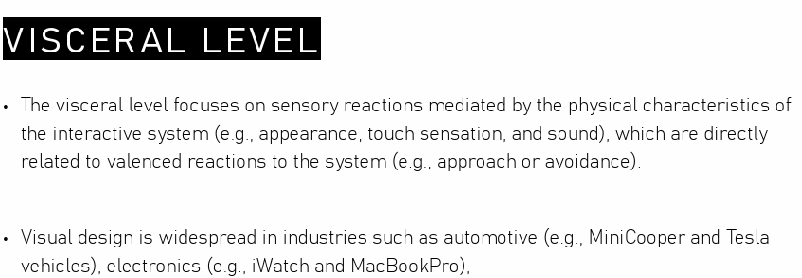 VISCERAL LEVEL
• The visceral level focuses on sensory reactions mediated by the physical characteristics of
the interactive system (e.g., appearance, touch sensation, and sound), which are directly
related to valenced reactions to the system (e.g., approach or avoidance).
• Visual design is widespread in industries such as automotive (e.g., MiniCooper and Tesla
vehicles), electronics (e.g., iWatch and MacBookPro),